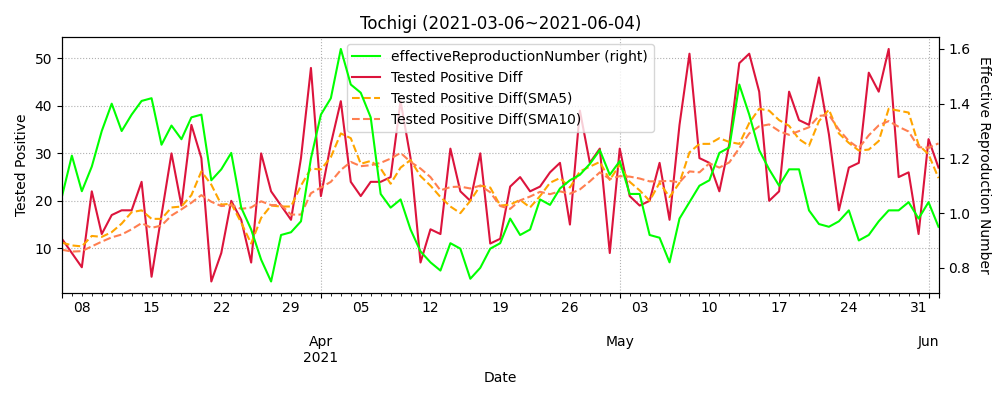 Tochigi (2021-03-06~2021-06-04)
effectiveReproductionNumber (right)
Tested Positive Diff
Tested Positive Diff(SMA5)
Tested Positive Diff(SMA10)
Tested Positive
50
40
30
20
10
1.6
1.4
1.2
1.0
0.8
Effective Reproduction Number
08 15 22 29 05 12 19 26 03 10 17 24 31
Apr May Jun
2021
Date